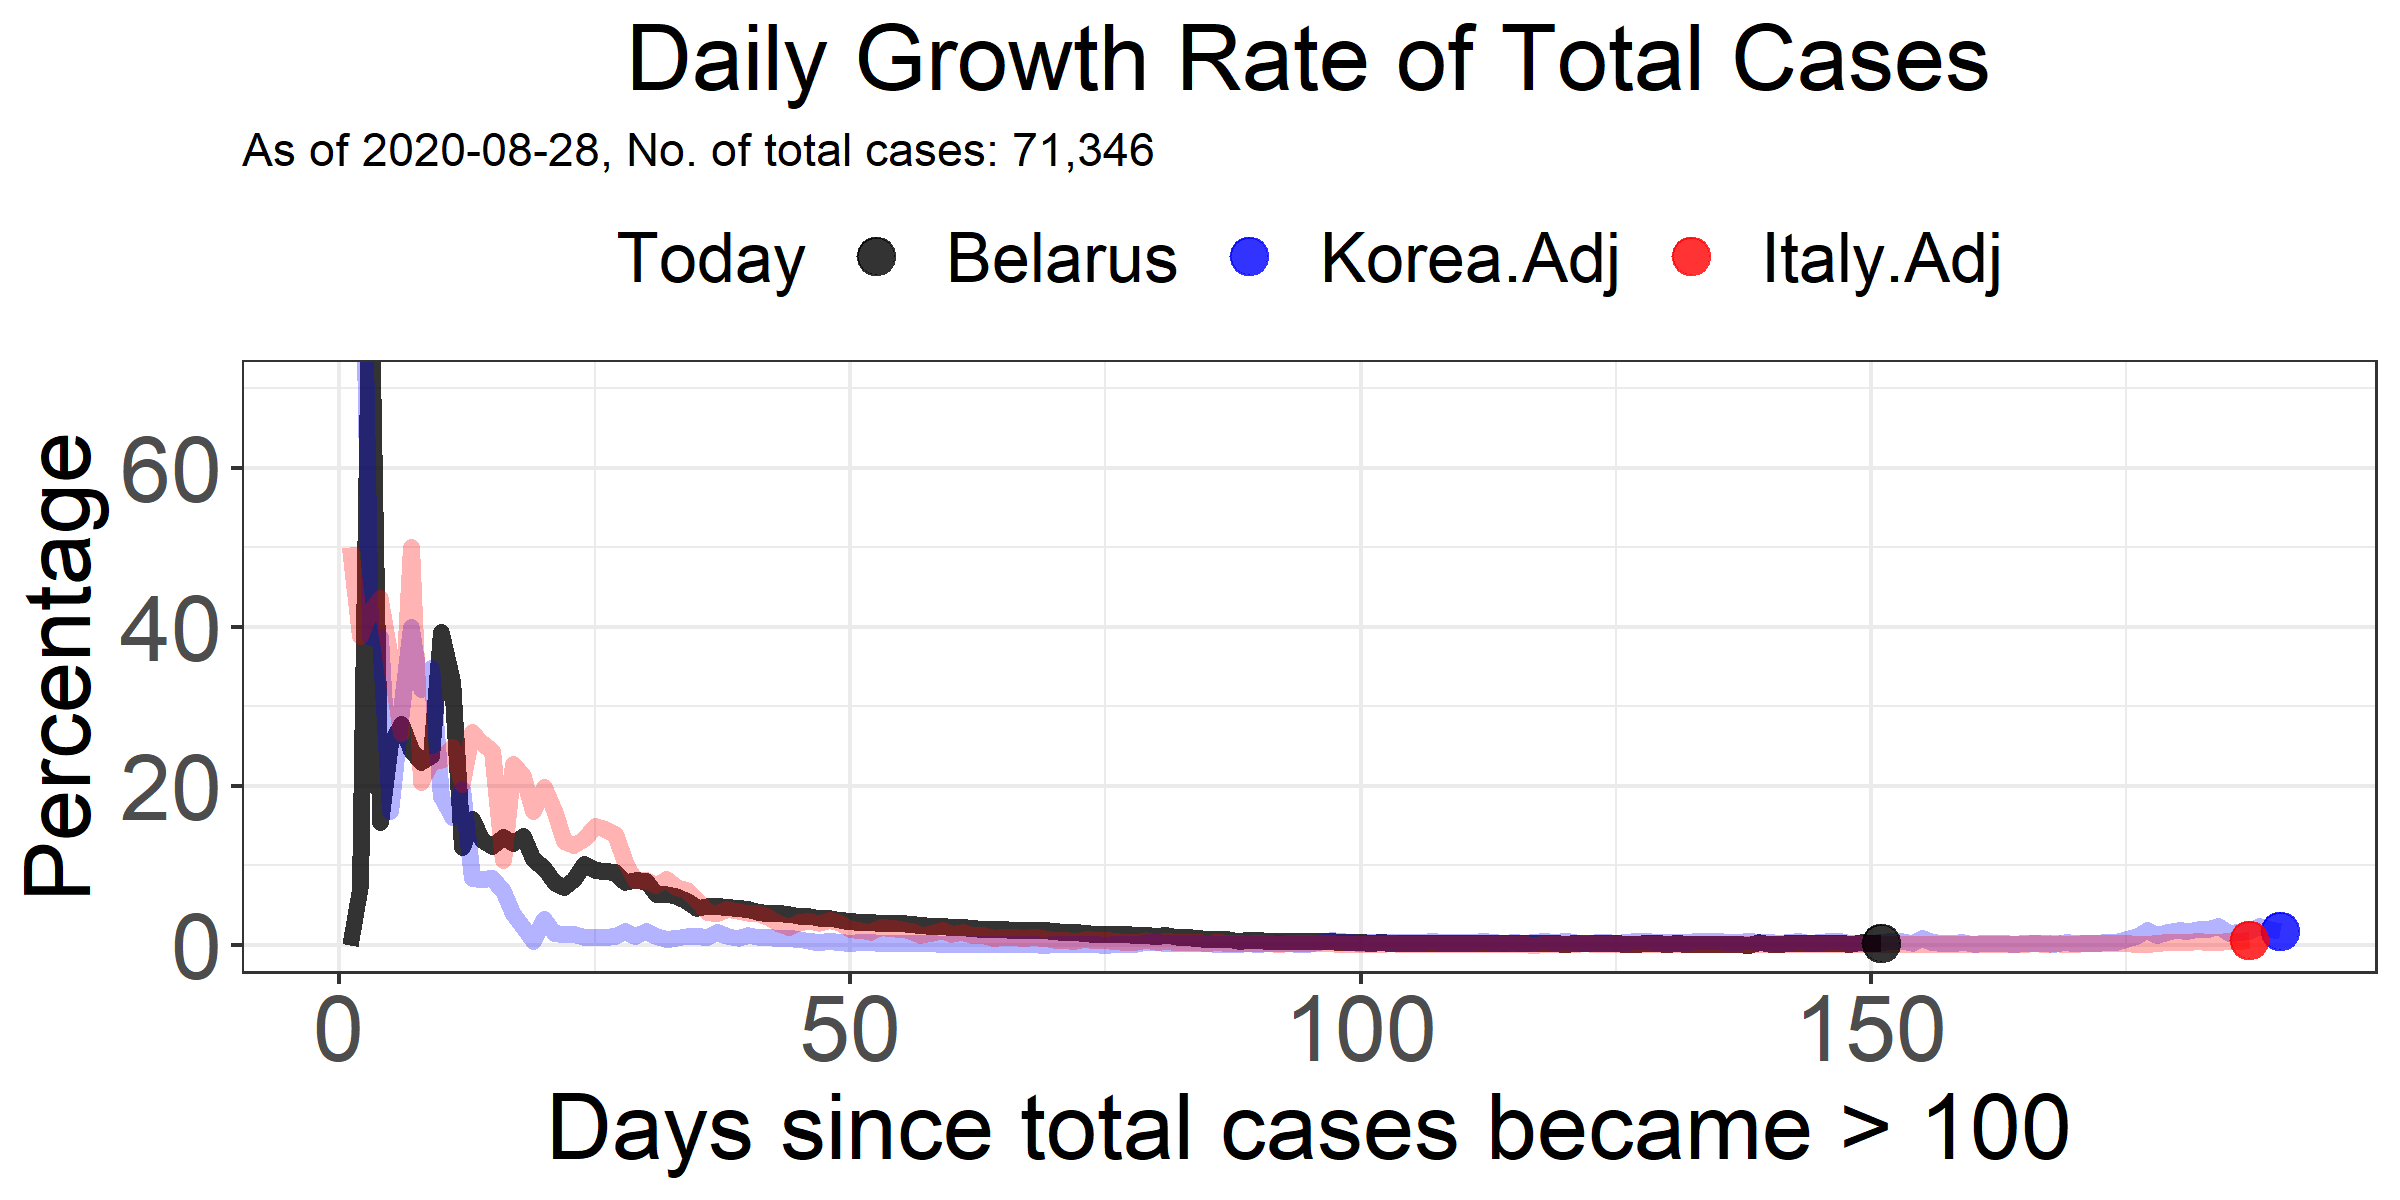 Daily Growth Rate of Total Cases
As of 2020-08-28, No. of total cases: 71,346
Today Belarus Korea.Adj Italy.Adj
Percentage
60
40
20
0
0 50 100 150
Days since total cases became > 100